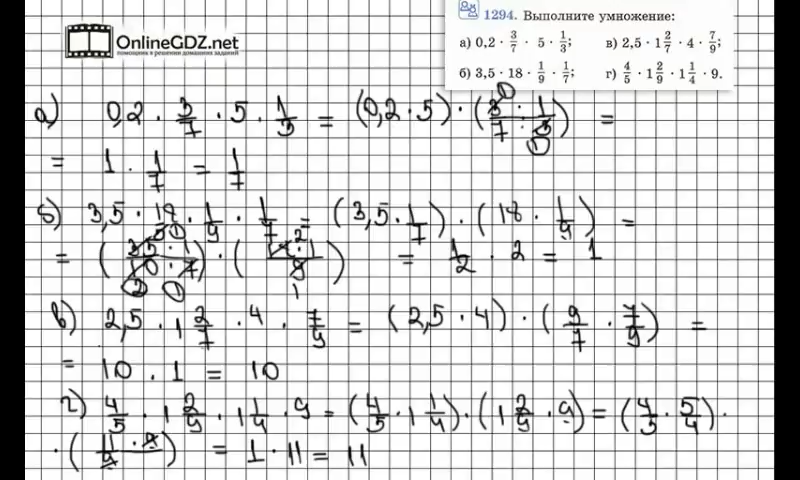 1294. Выполните умножение:
а) 0,2 · 3/7 · 5 · 1/3; в) 2,5 · 1 2/7 · 4 · 7/9;
б) 3,5 · 18 · 1/9 · 1/7; г) 4/5 · 1 2/9 · 1 1/4 · 9.
OnlineGDZ.net
помощник в решении домашних заданий
а) 0,2 · 3/7 · 5 · 1/3 = (0,2 · 5) · (3 · 1 / 7 · 3) =
= 1 · 1/7 = 1/7
б) 3,5 · 18 · 1/9 · 1/7 = (3,5 · 1/7) · (18 · 1/9) =
= (35 · 1 / 10 · 7) · (18 · 1 / 9) = 1/2 · 2 = 1
в) 2,5 · 1 2/7 · 4 · 7/9 = (2,5 · 4) · (9/7 · 7/9) =
= 10 · 1 = 10
г) 4/5 · 1 2/9 · 1 1/4 · 9 = (4/5 · 1 1/4) · (1 2/9 · 9) = (4/5 · 5/4) ·
· (11 · 9 / 9) = 1 · 11 = 11